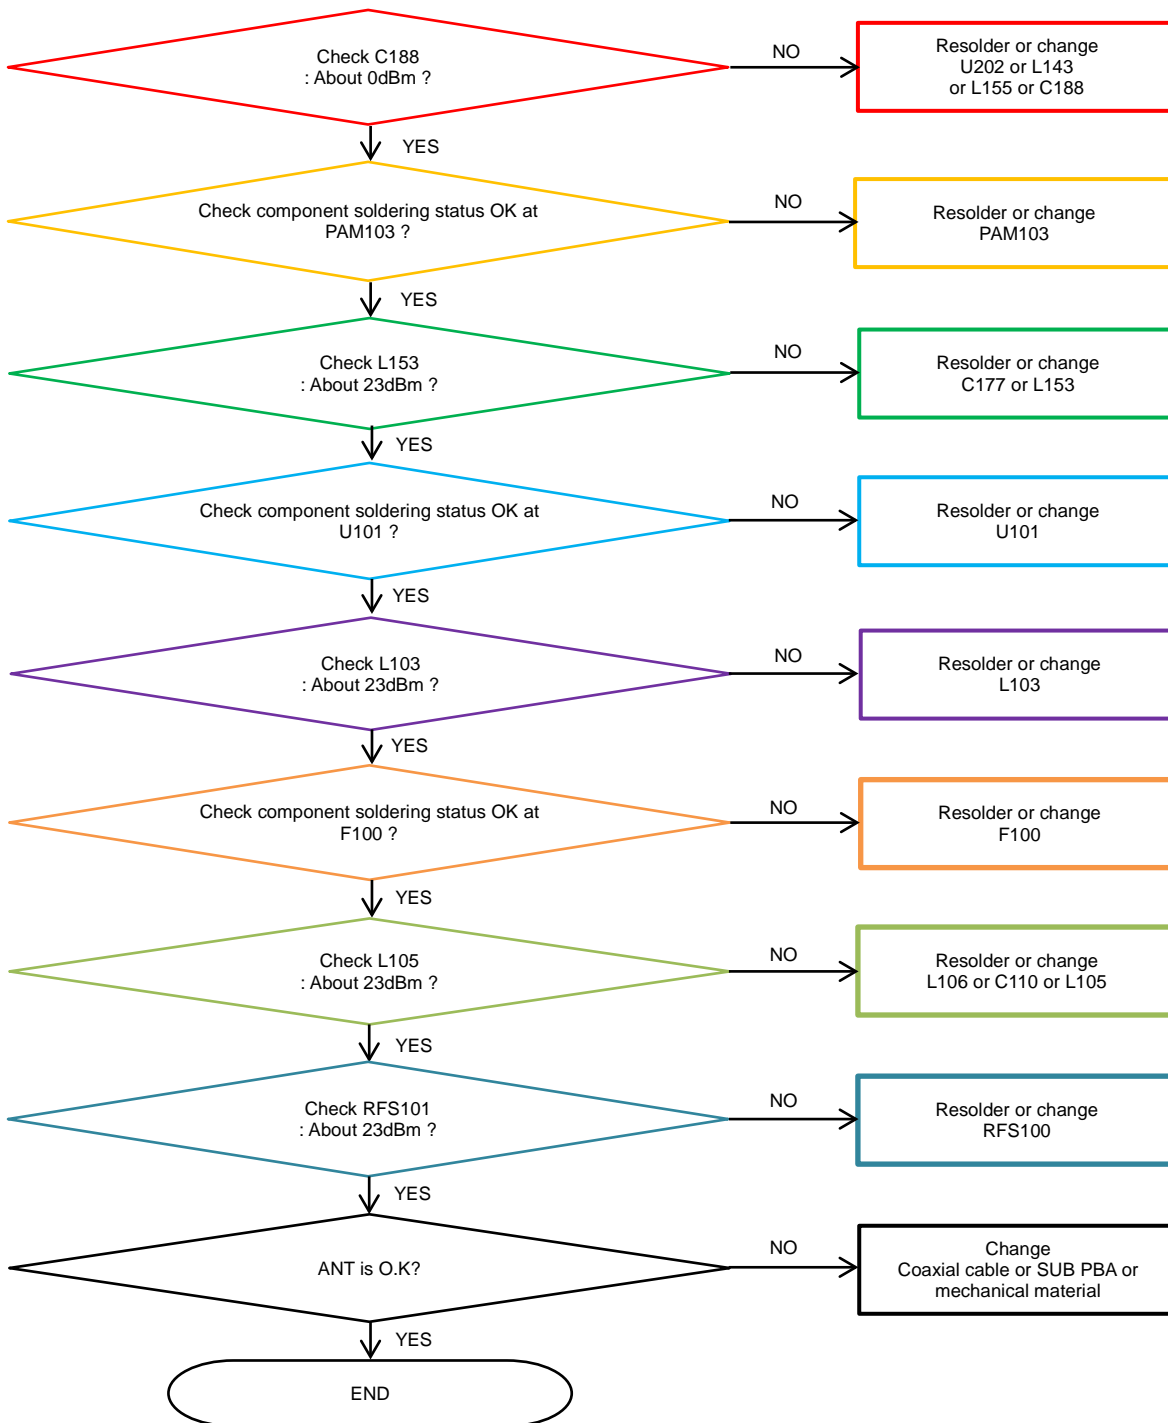 Check C188
: About 0dBm ?
NO
Resolder or change
U202 or L143
or L155 or C188
YES
Check component soldering status OK at
PAM103 ?
NO
Resolder or change
PAM103
YES
Check L153
: About 23dBm ?
NO
Resolder or change
C177 or L153
YES
Check component soldering status OK at
U101 ?
NO
Resolder or change
U101
YES
Check L103
: About 23dBm ?
NO
Resolder or change
L103
YES
Check component soldering status OK at
F100 ?
NO
Resolder or change
F100
YES
Check L105
: About 23dBm ?
NO
Resolder or change
L106 or C110 or L105
YES
Check RFS101
: About 23dBm ?
NO
Resolder or change
RFS100
YES
ANT is O.K?
NO
Change
Coaxial cable or SUB PBA or
mechanical material
YES
END